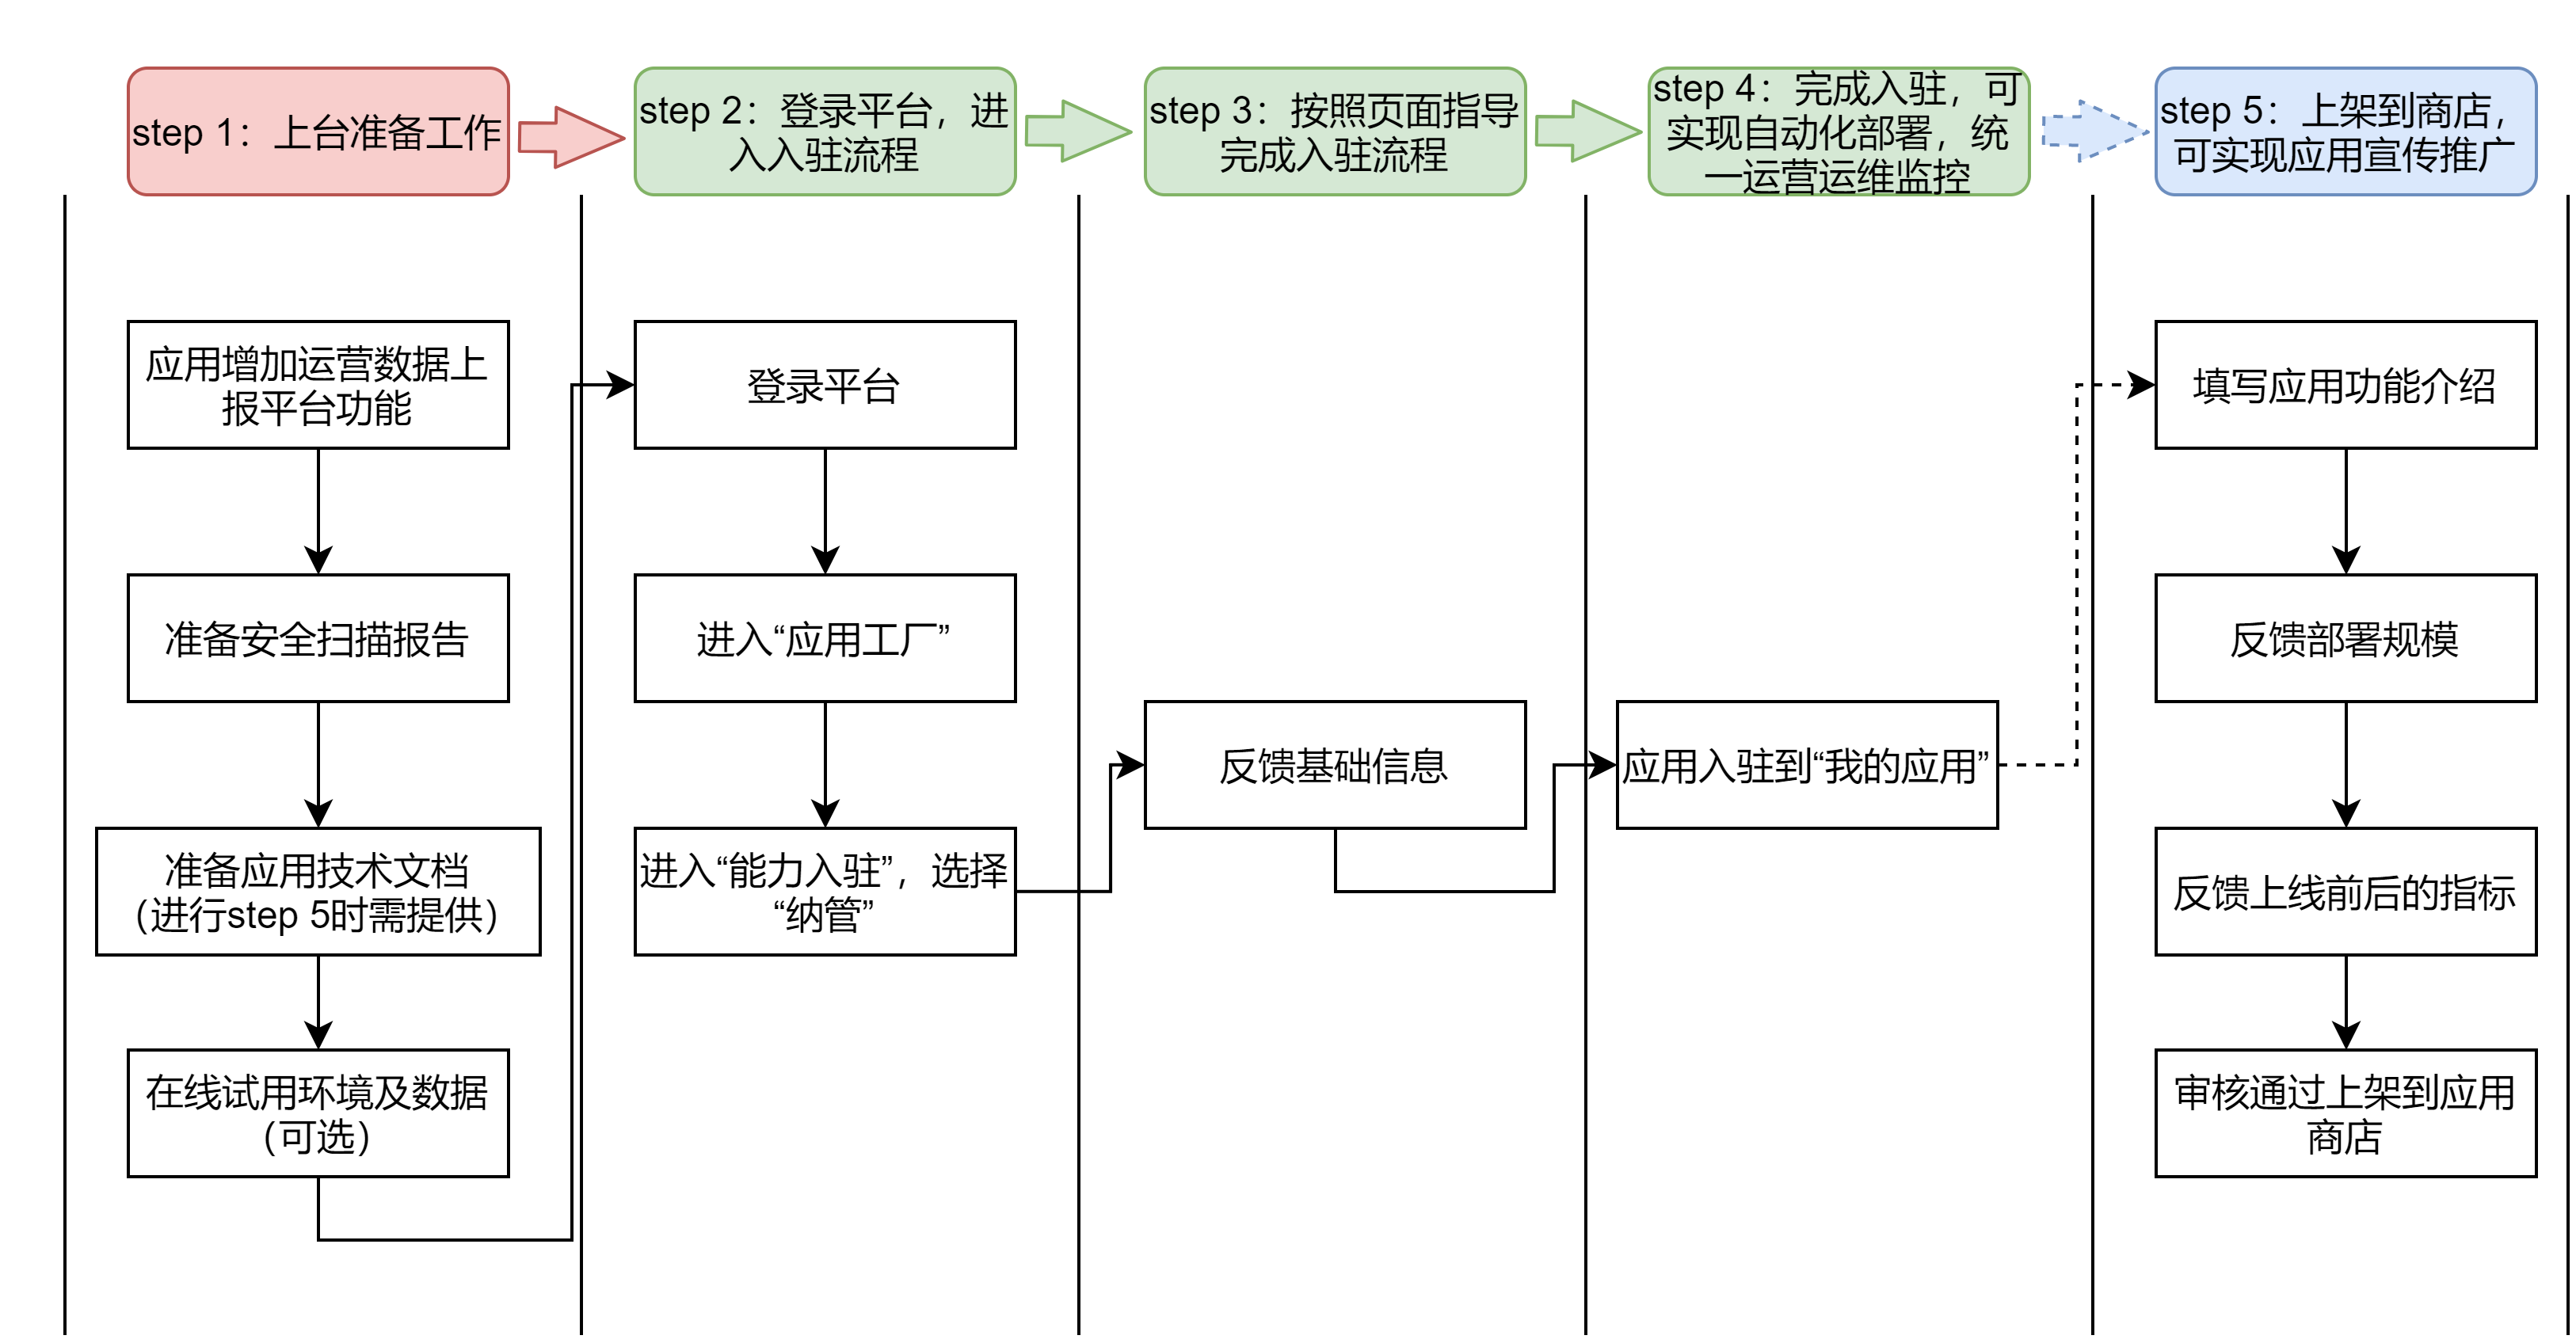 step 1：上台准备工作
step 2：登录平台，进
入入驻流程
step 3：按照页面指导
完成入驻流程
step 4：完成入驻，可
实现自动化部署，统
一运营运维监控
step 5：上架到商店，
可实现应用宣传推广
应用增加运营数据上
报平台功能
准备安全扫描报告
准备应用技术文档
（进行step 5时需提供）
在线试用环境及数据
（可选）
登录平台
进入“应用工厂”
进入“能力入驻”，选择
“纳管”
反馈基础信息
应用入驻到“我的应用”
填写应用功能介绍
反馈部署规模
反馈上线前后的指标
审核通过上架到应用
商店